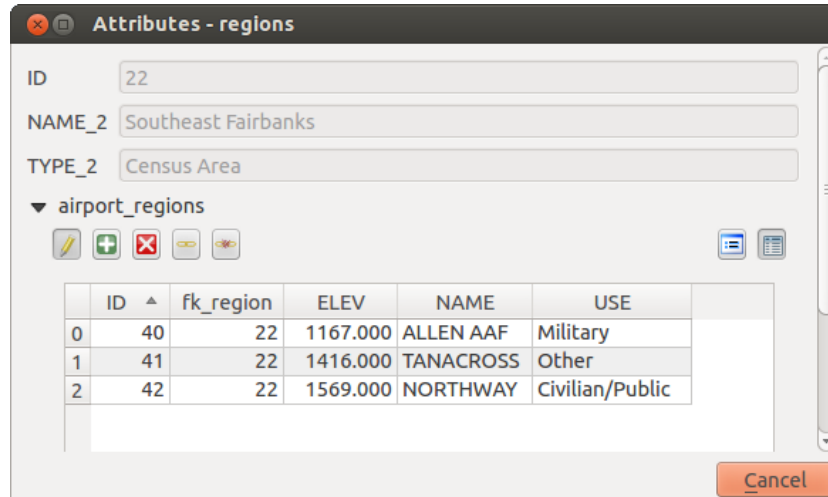 Attributes - regions
ID 22
NAME_2 Southeast Fairbanks
TYPE_2 Census Area
airport_regions
ID fk_region ELEV NAME USE
0 40 22 1167.000 ALLEN AAF Military
1 41 22 1416.000 TANACROSS Other
2 42 22 1569.000 NORTHWAY Civilian/Public
Cancel